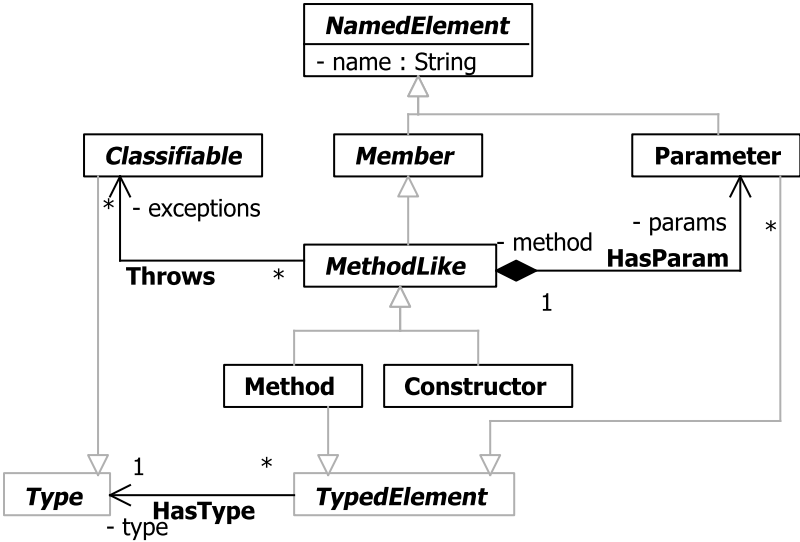 NamedElement
- name : String
Classifiable
Member
Parameter
*
- exceptions
- params
*
- method
Throws
*
MethodLike
HasParam
1
Method
Constructor
1
*
Type
HasType
TypedElement
- type